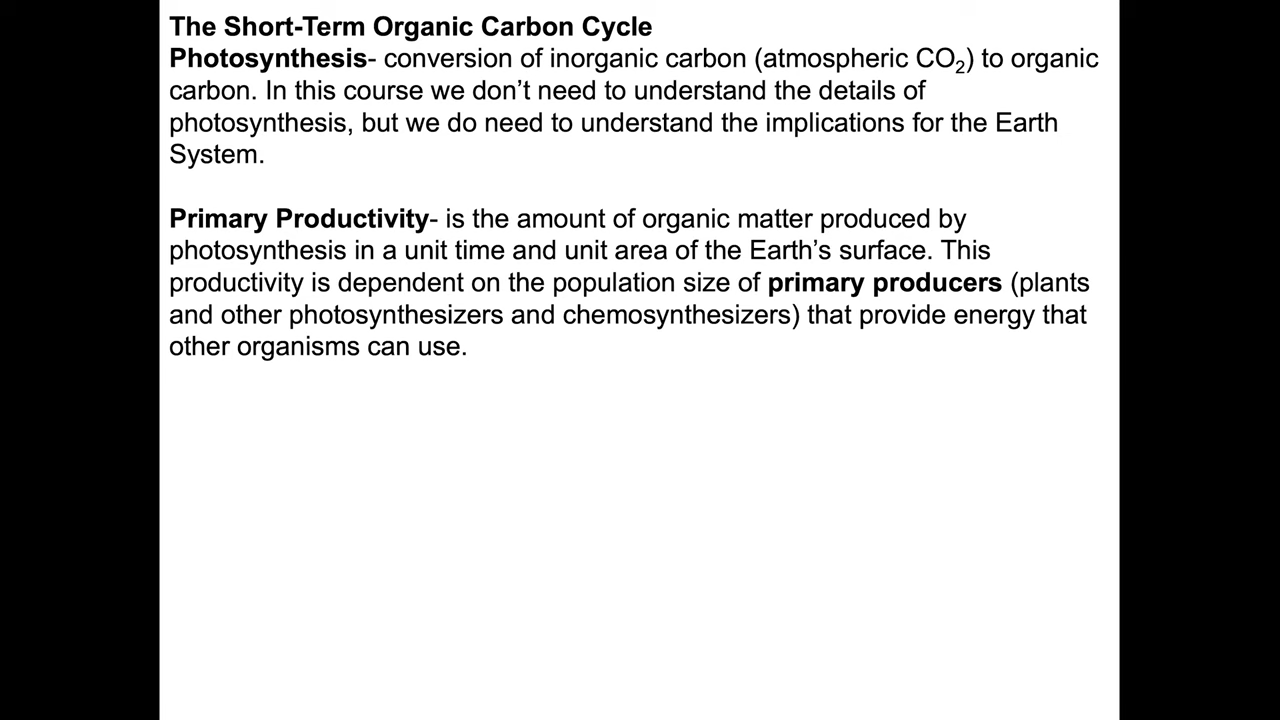 The Short-Term Organic Carbon Cycle
Photosynthesis- conversion of inorganic carbon (atmospheric CO₂) to organic
carbon. In this course we don’t need to understand the details of
photosynthesis, but we do need to understand the implications for the Earth
System.
Primary Productivity- is the amount of organic matter produced by
photosynthesis in a unit time and unit area of the Earth’s surface. This
productivity is dependent on the population size of primary producers (plants
and other photosynthesizers and chemosynthesizers) that provide energy that
other organisms can use.